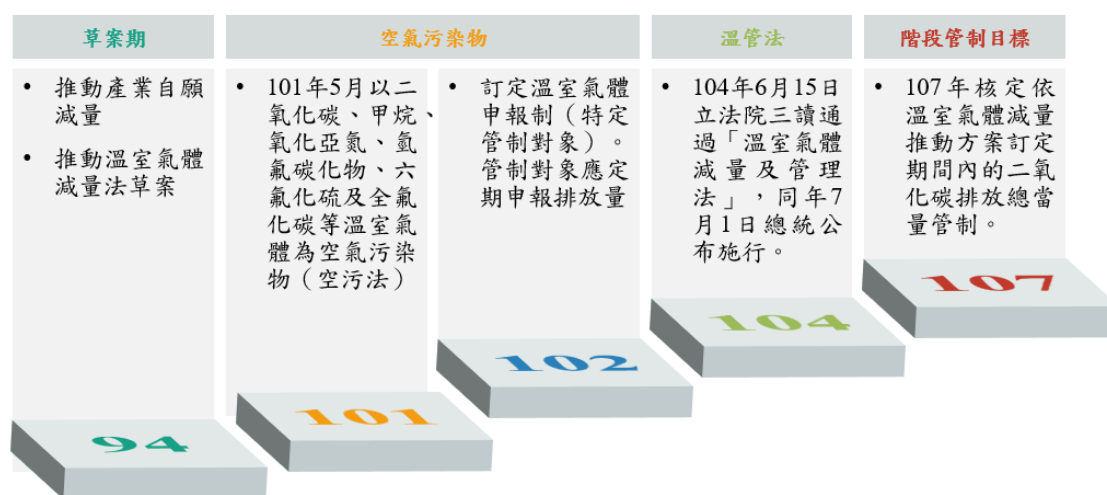 草案期
空氣污染物
溫管法
階段管制目標
• 推動產業自願
減量
• 推動溫室氣體
減量法草案
• 101年5月以二
氧化碳、甲烷、
氧化亞氮、氫
氟碳化物、六
氟化硫及全氟
化碳等溫室氣
體為空氣污染
物（空污法）
• 訂定溫室氣體
申報制（特定
管制對象）。
管制對象應定
期申報排放量
• 104年6月15日
立法院三讀通
過「溫室氣體
減量及管理
法」，同年7
月1日總統公
布施行。
• 107年核定依
溫室氣體減量
推動方案訂定
期間內的二氧
化碳排放總當
量管制。
94
101
102
104
107